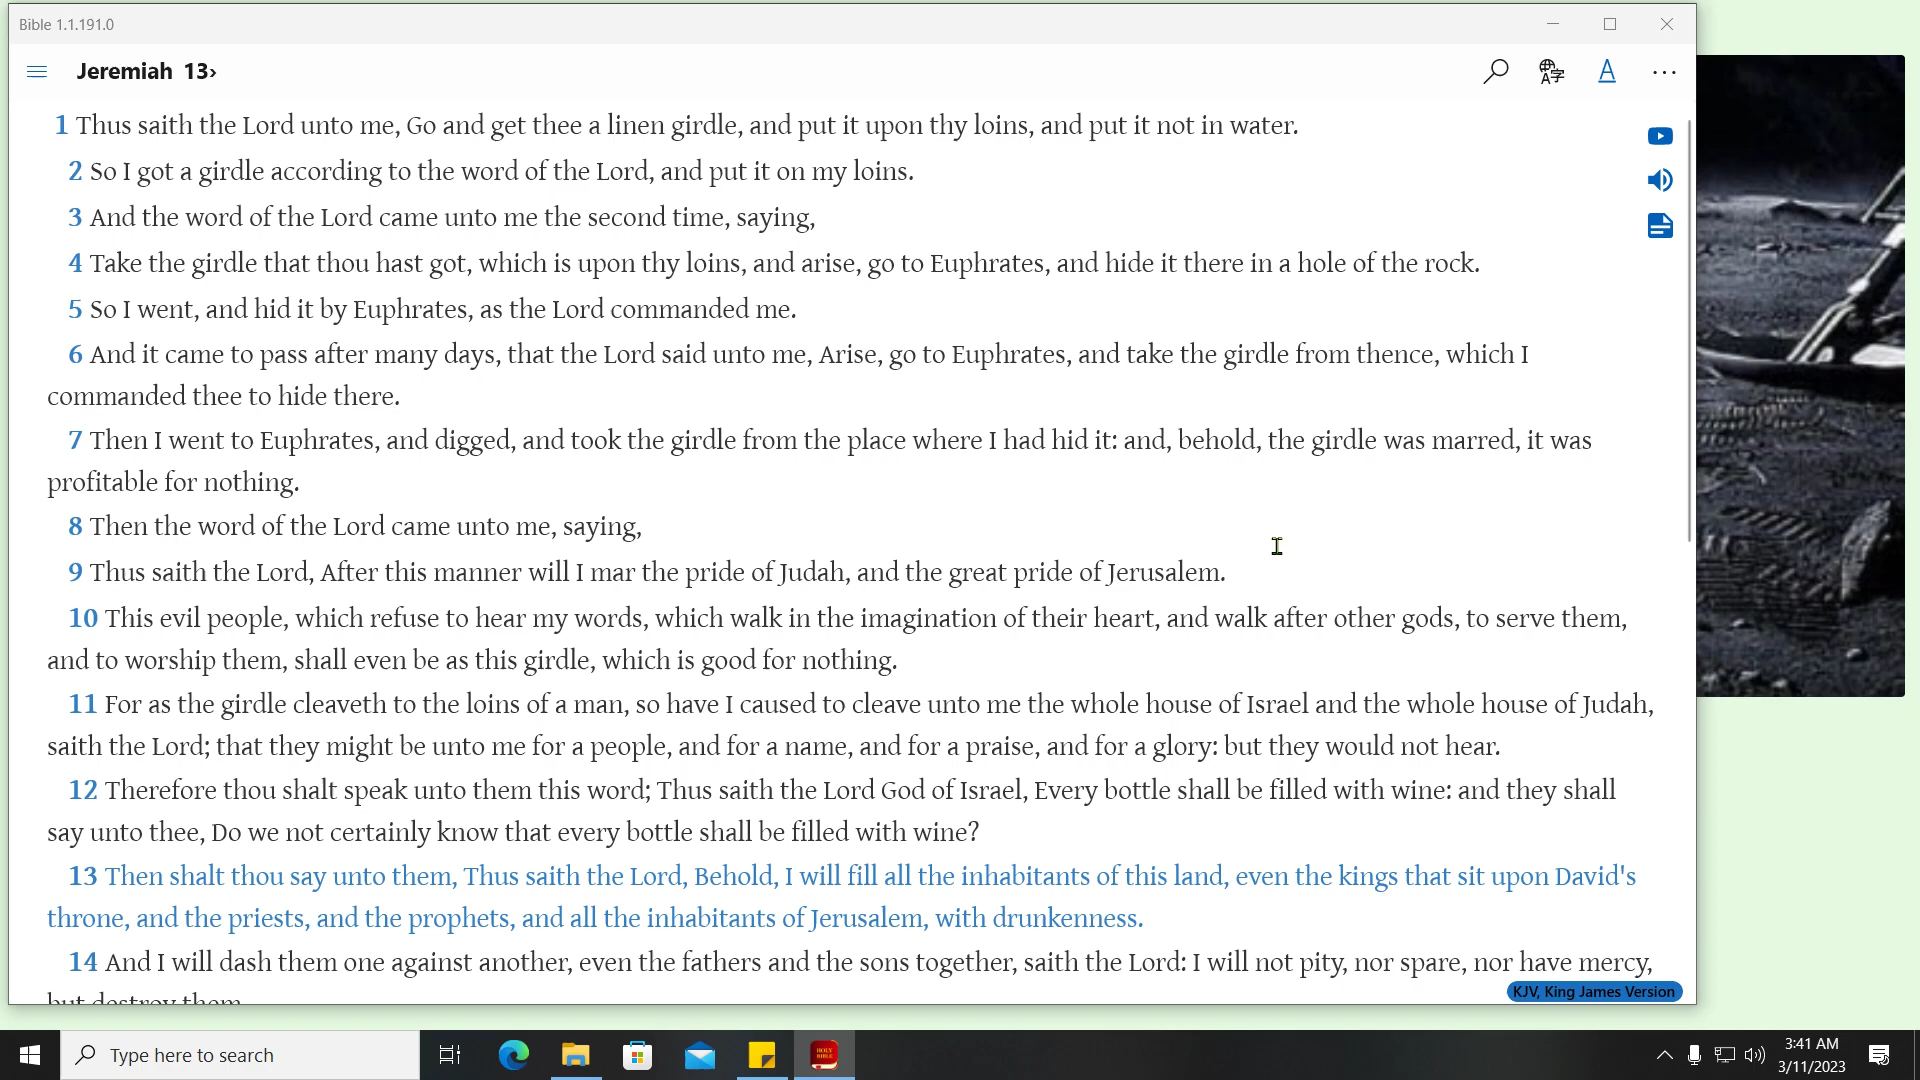 Bible 1.1.191.0
Jeremiah 13›
1 Thus saith the Lord unto me, Go and get thee a linen girdle, and put it upon thy loins, and put it not in water.
2 So I got a girdle according to the word of the Lord, and put it on my loins.
3 And the word of the Lord came unto me the second time, saying,
4 Take the girdle that thou hast got, which is upon thy loins, and arise, go to Euphrates, and hide it there in a hole of the rock.
5 So I went, and hid it by Euphrates, as the Lord commanded me.
6 And it came to pass after many days, that the Lord said unto me, Arise, go to Euphrates, and take the girdle from thence, which I
commanded thee to hide there.
7 Then I went to Euphrates, and digged, and took the girdle from the place where I had hid it: and, behold, the girdle was marred, it was
profitable for nothing.
8 Then the word of the Lord came unto me, saying,
9 Thus saith the Lord, After this manner will I mar the pride of Judah, and the great pride of Jerusalem.
10 This evil people, which refuse to hear my words, which walk in the imagination of their heart, and walk after other gods, to serve them,
and to worship them, shall even be as this girdle, which is good for nothing.
11 For as the girdle cleaveth to the loins of a man, so have I caused to cleave unto me the whole house of Israel and the whole house of Judah,
saith the Lord; that they might be unto me for a people, and for a name, and for a praise, and for a glory: but they would not hear.
12 Therefore thou shalt speak unto them this word; Thus saith the Lord God of Israel, Every bottle shall be filled with wine: and they shall
say unto thee, Do we not certainly know that every bottle shall be filled with wine?
13 Then shalt thou say unto them, Thus saith the Lord, Behold, I will fill all the inhabitants of this land, even the kings that sit upon David's
throne, and the priests, and the prophets, and all the inhabitants of Jerusalem, with drunkenness.
14 And I will dash them one against another, even the fathers and the sons together, saith the Lord: I will not pity, nor spare, nor have mercy,
but destroy them
KJV, King James Version
Type here to search
HOLY
BIBLE
3:41 AM
3/11/2023